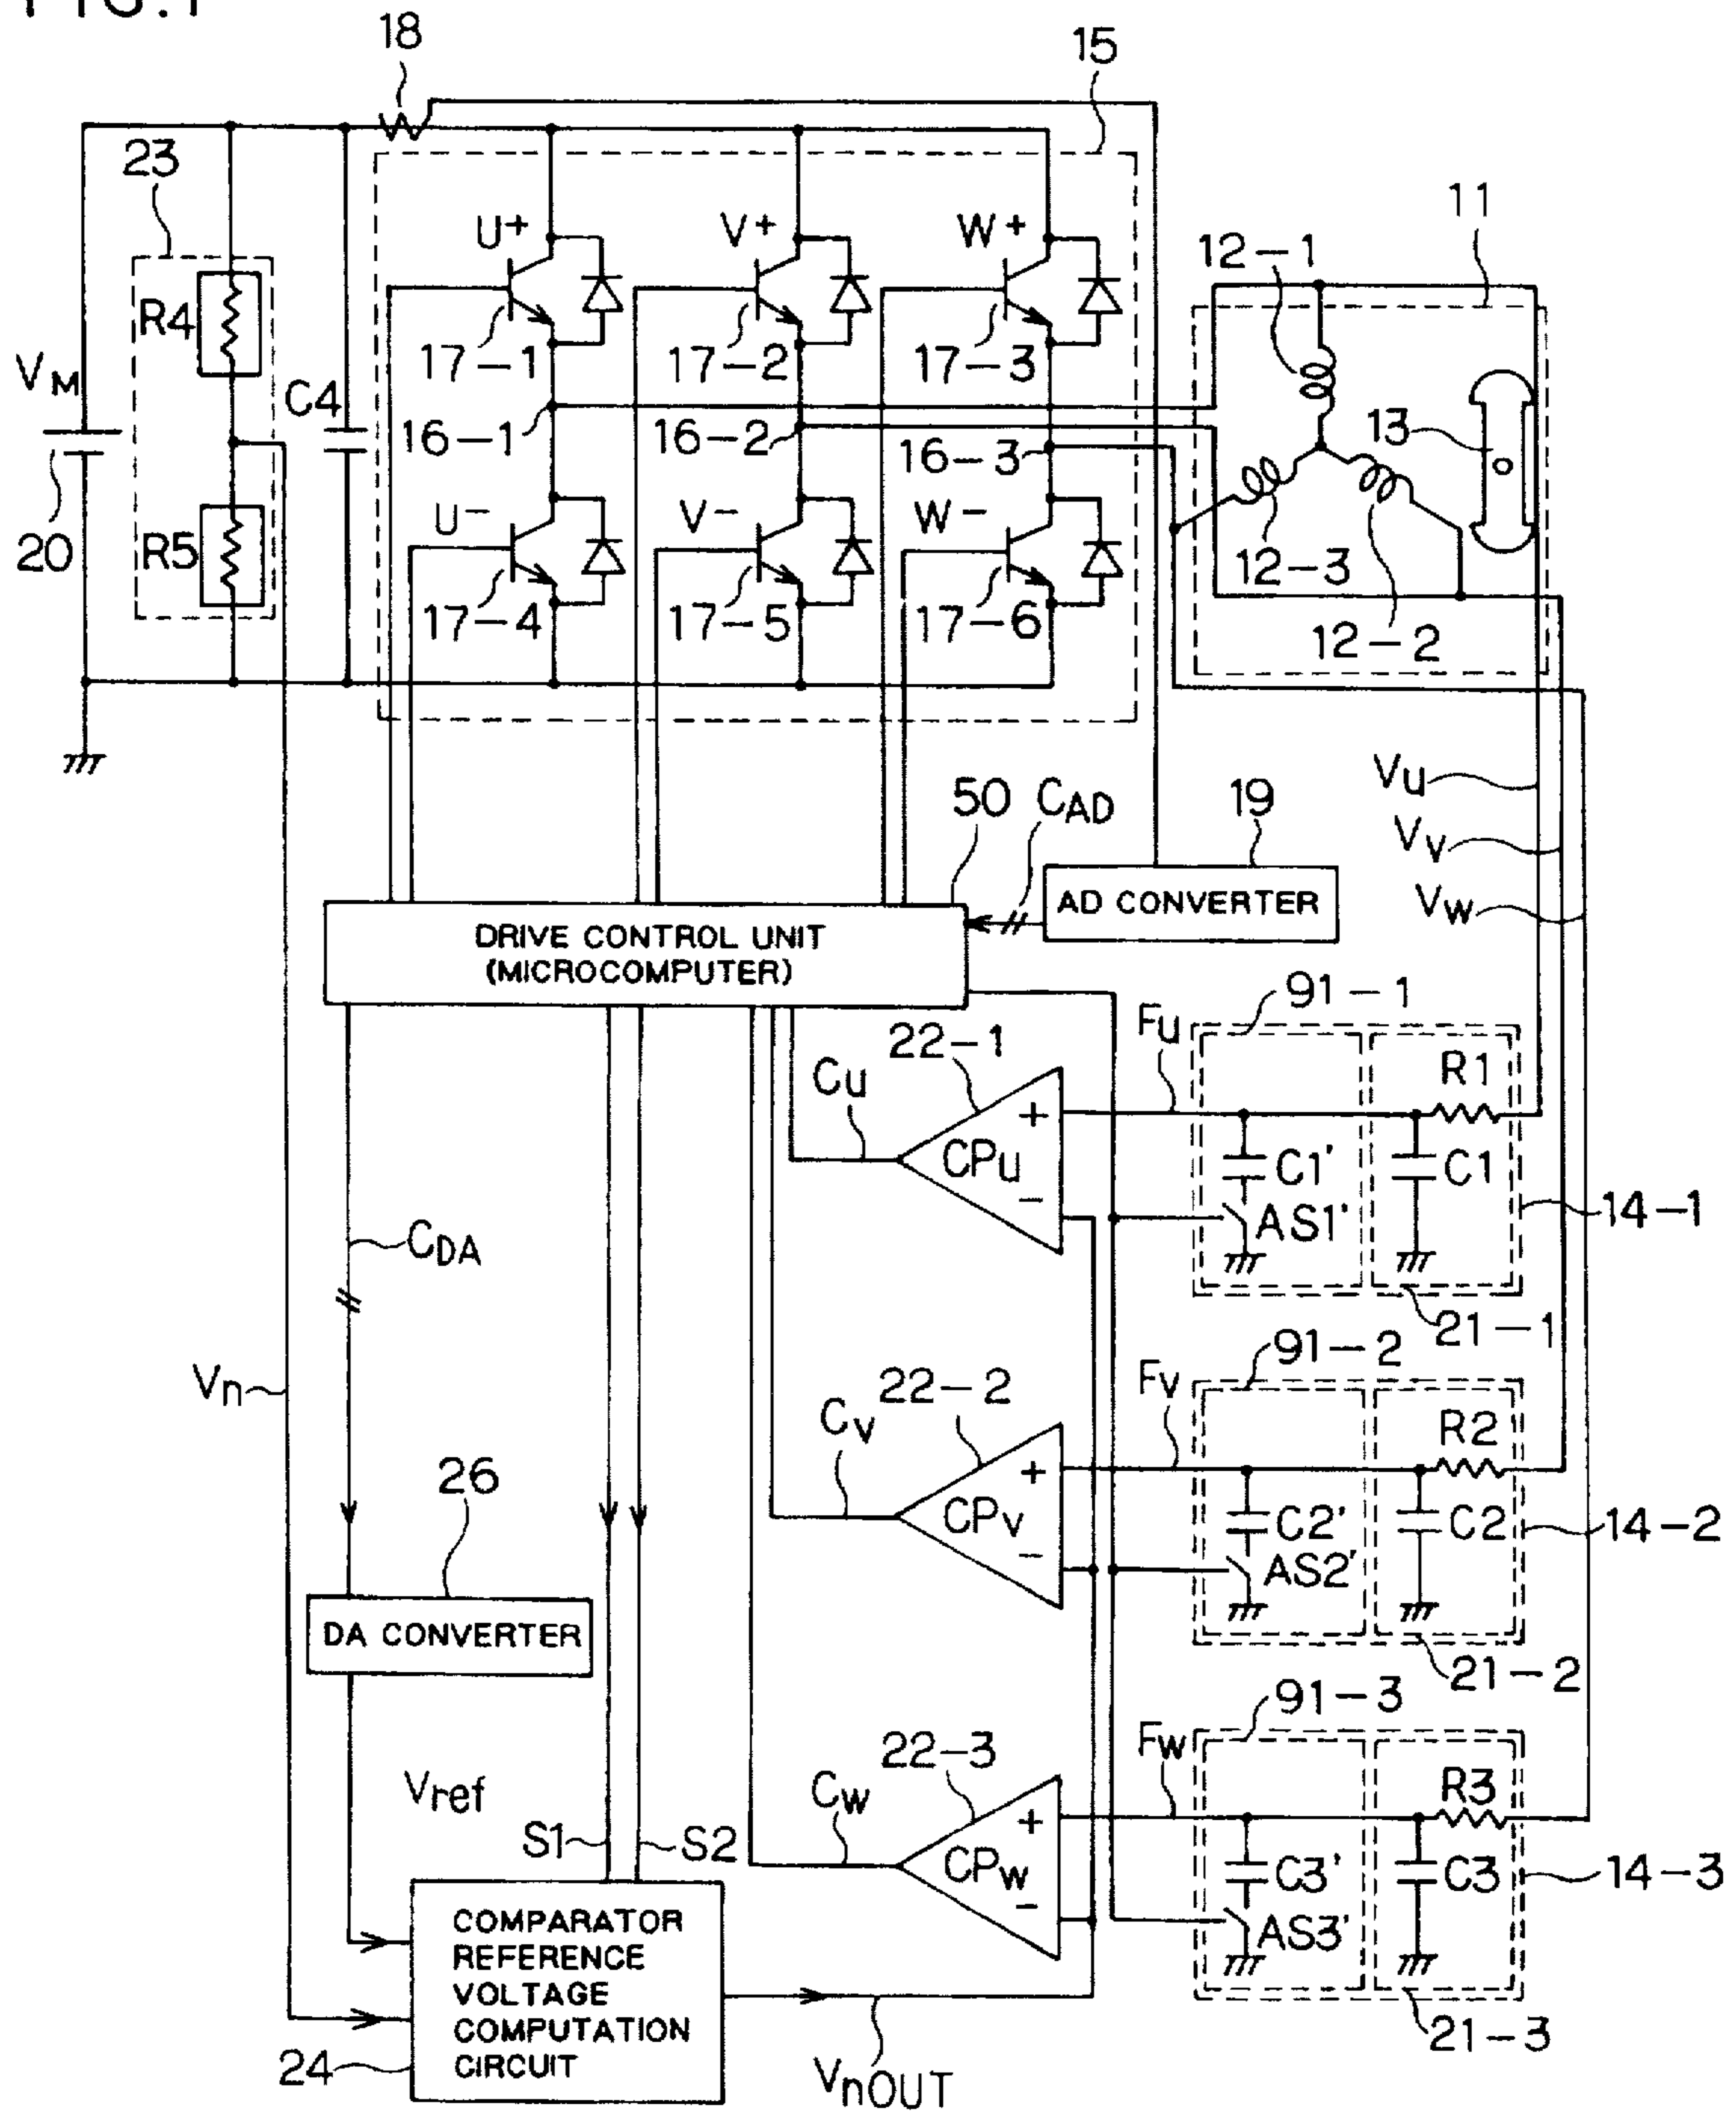 FIG.1
18
15
23
U+
V+
W+
11
12-1
R4
17-1
17-2
17-3
VM
C4
13
16-1
16-2
16-3
U-
V-
W-
20
R5
12-3
17-4
17-5
17-6
12-2
Vu
50
CAD
19
Vv
AD CONVERTER
Vw
DRIVE CONTROL UNIT
(MICROCOMPUTER)
91-1
Fu
22-1
R1
Cu
+
CPu
C1'
C1
-
AS1'
14-1
CDA
21-1
91-2
Vn
22-2
Fv
Cv
R2
26
+
CPv
C2'
C2
14-2
-
AS2'
DA CONVERTER
21-2
91-3
22-3
Fw
Vref
Cw
R3
S1
S2
+
CPw
C3'
C3
14-3
-
AS3'
COMPARATOR
REFERENCE
VOLTAGE
COMPUTATION
CIRCUIT
21-3
24
VnOUT